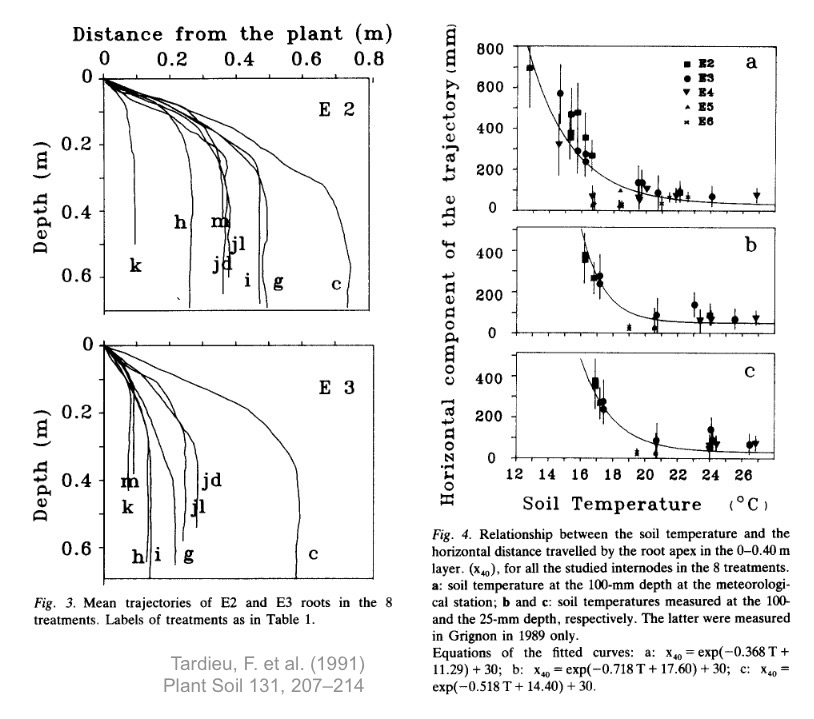 Distance from the plant (m)
0 0.2 0.4 0.6 0.8
0
0.2
0.4
0.6
Depth (m)
E 2
k
h
m
jl
jd
i
g
c
0
0.2
0.4
0.6
Depth (m)
E 3
m
k
jd
jl
h
i
g
c
Fig. 3. Mean trajectories of E2 and E3 roots in the 8
treatments. Labels of treatments as in Table 1.
Tardieu, F. et al. (1991)
Plant Soil 131, 207–214
Horizontal component of the trajectory (mm)
800
600
400
200
0
a
E2
E3
E4
E5
E6
400
200
0
b
400
200
0
c
12 14 16 18 20 22 24 26
Soil Temperature (°C)
Fig. 4. Relationship between the soil temperature and the
horizontal distance travelled by the root apex in the 0–0.40 m
layer. (x40), for all the studied internodes in the 8 treatments.
a: soil temperature at the 100-mm depth at the meteorologi-
cal station; b and c: soil temperatures measured at the 100-
and the 25-mm depth, respectively. The latter were measured
in Grignon in 1989 only.
Equations of the fitted curves: a: x40 = exp(−0.368 T +
11.29) + 30; b: x40 = exp(−0.718 T + 17.60) + 30; c: x40 =
exp(−0.518 T + 14.40) + 30.